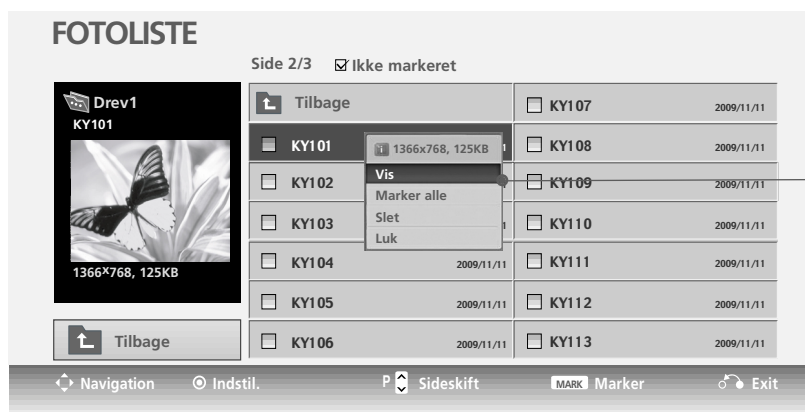 FOTOLISTE
Side 2/3 Ikke markeret
Drev1
KY101
1366x768, 125KB
Tilbage
Tilbage
KY101
KY102
KY103
KY104 2009/11/11
KY105 2009/11/11
KY106 2009/11/11
1366x768, 125KB
Vis
Marker alle
Slet
Luk
KY107 2009/11/11
KY108 2009/11/11
KY109 2009/11/11
KY110 2009/11/11
KY111 2009/11/11
KY112 2009/11/11
KY113 2009/11/11
Navigation Indstil. P Sideskift MARK Marker Exit